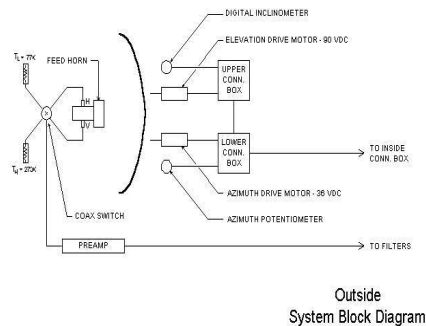 DIGITAL INCLINOMETER
ELEVATION DRIVE MOTOR - 90 VDC
T_L = 77K
FEED HORN
UPPER
CONN.
BOX
H
V
LOWER
CONN.
BOX
TO INSIDE
CONN. BOX
T_H = 273K
AZIMUTH DRIVE MOTOR - 36 VDC
COAX SWITCH
AZIMUTH POTENTIOMETER
PREAMP
TO FILTERS
Outside
System Block Diagram